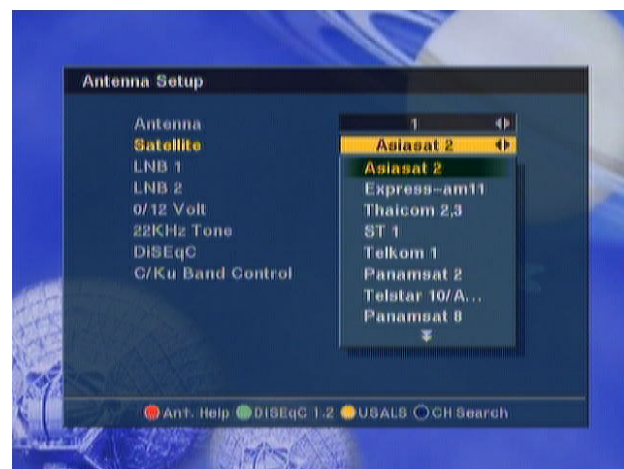 Antenna Setup
Antenna 1
Satellite Asiasat 2
LNB 1 Asiasat 2
LNB 2 Express-am11
0/12 Volt Thaicom 2,3
22KHz Tone ST 1
DiSEqC Telkom 1
C/Ku Band Control Panamsat 2
Telstar 10/A...
Panamsat 8
Ant. Help DiSEqC 1.2 USALS CH Search